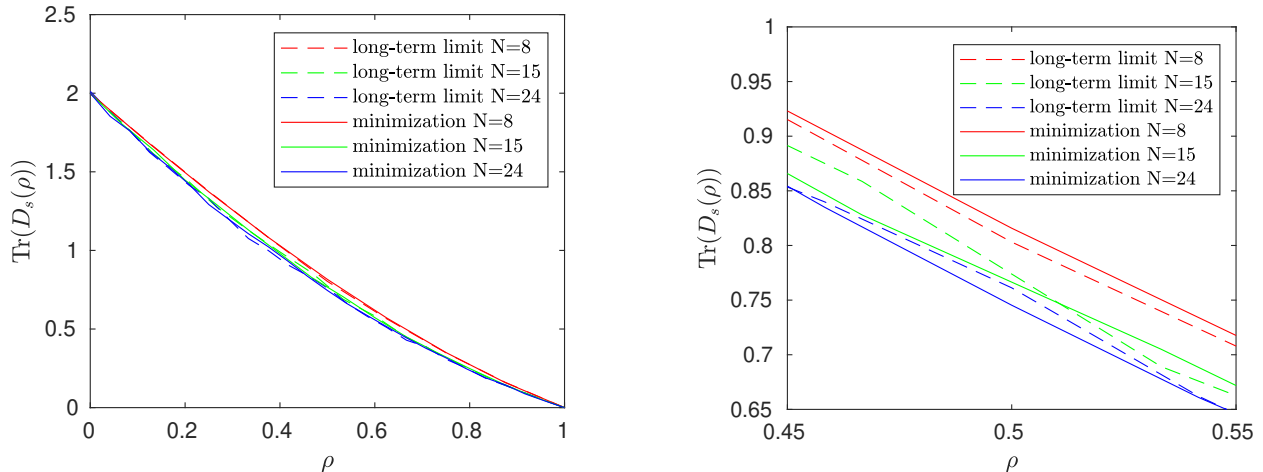 2.5
2
1.5
1
0.5
0
0
0.2
0.4
0.6
0.8
1
ρ
Tr(D_s(ρ))
long-term limit N=8
long-term limit N=15
long-term limit N=24
minimization N=8
minimization N=15
minimization N=24
1
0.95
0.9
0.85
0.8
0.75
0.7
0.65
0.45
0.5
0.55
ρ
Tr(D_s(ρ))
long-term limit N=8
long-term limit N=15
long-term limit N=24
minimization N=8
minimization N=15
minimization N=24